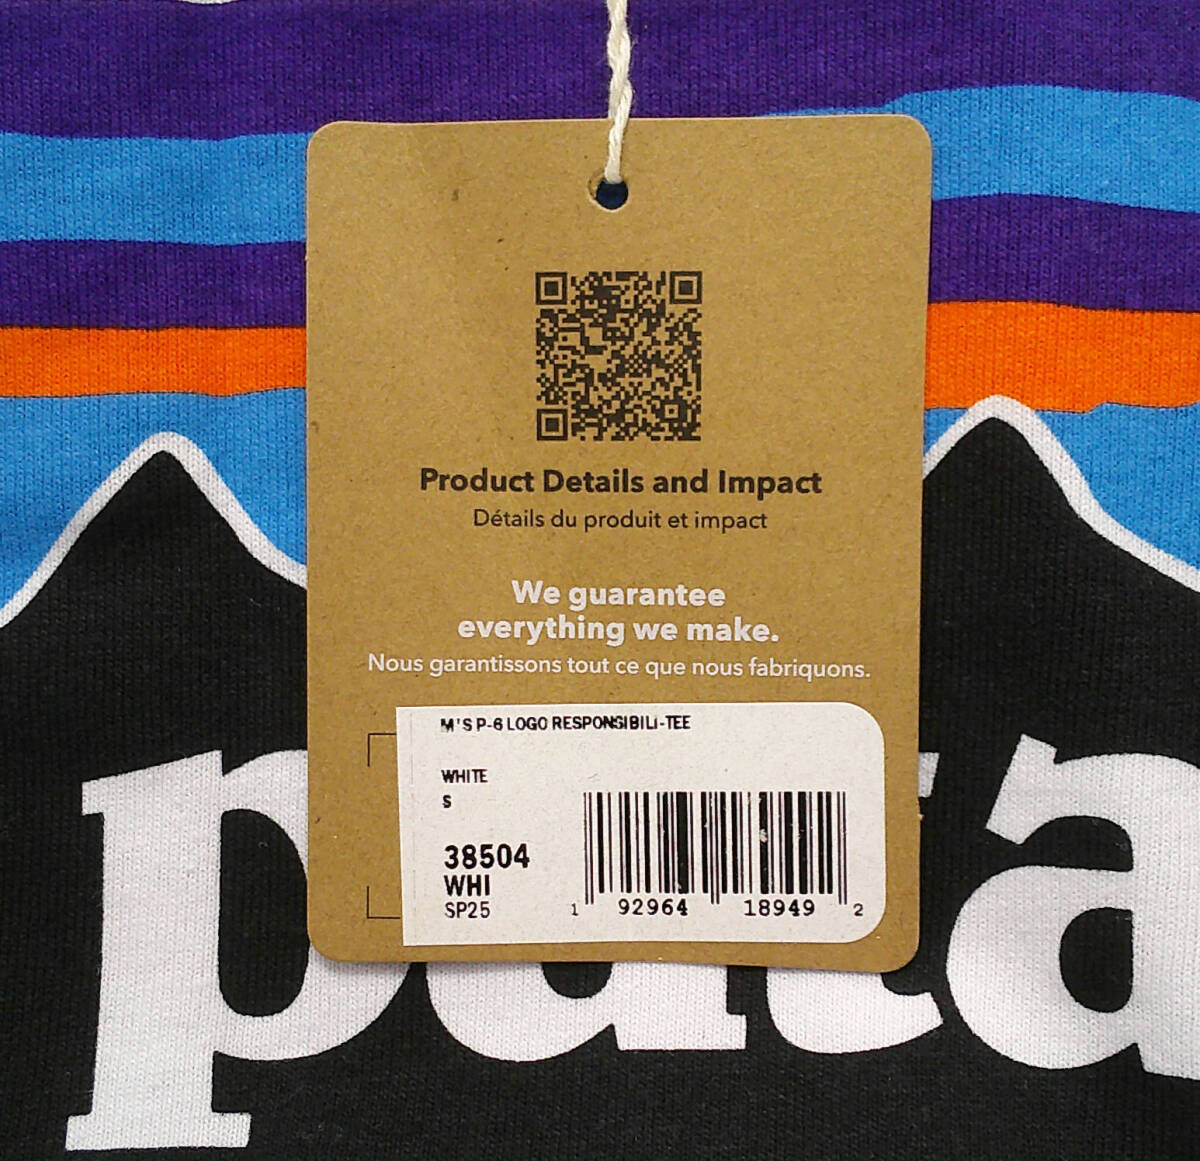 Product Details and Impact
Détails du produit et impact
We guarantee
everything we make.
Nous garantissons tout ce que nous fabriquons.
M'S P-6 LOGO RESPONSIBILI-TEE
WHITE
S
38504
WHI
SP25
1 92964 18949 2